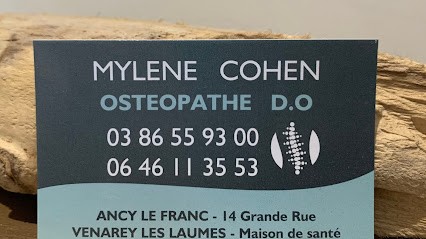 MYLENE COHEN
OSTEOPATHE D.O
03 86 55 93 00
06 46 11 35 53
ANCY LE FRANC - 14 Grande Rue
VENAREY LES LAUMES - Maison de santé